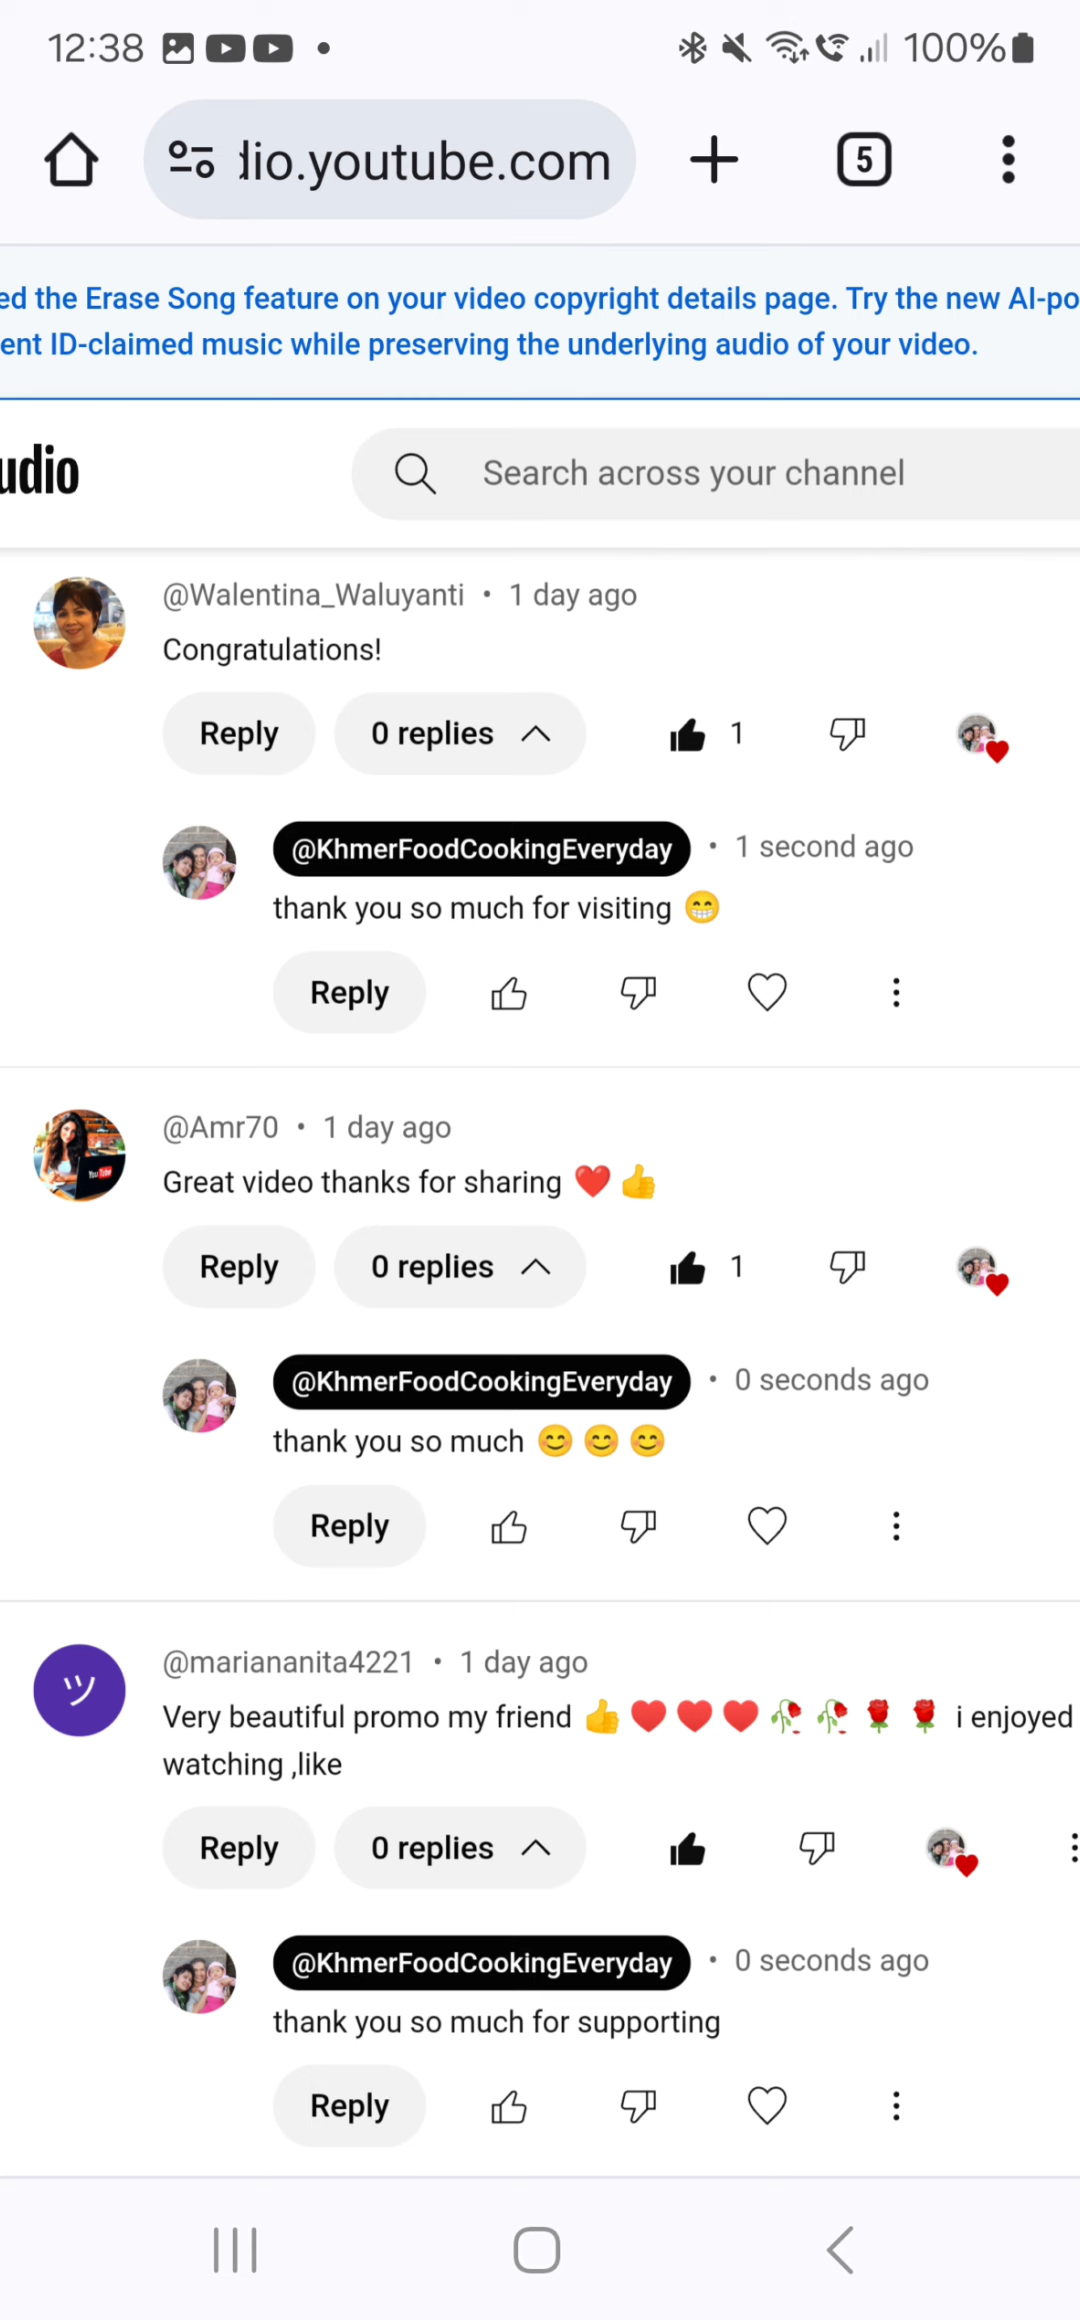 12:38
100%
dio.youtube.com
5
ed the Erase Song feature on your video copyright details page. Try the new AI-po
ent ID-claimed music while preserving the underlying audio of your video.
udio
Search across your channel
@Walentina_Waluyanti • 1 day ago
Congratulations!
Reply 0 replies 1
@KhmerFoodCookingEveryday • 1 second ago
thank you so much for visiting 😁
Reply
@Amr70 • 1 day ago
Great video thanks for sharing ❤️ 👍
Reply 0 replies 1
@KhmerFoodCookingEveryday • 0 seconds ago
thank you so much 😊 😊 😊
Reply
ツ
@mariananita4221 • 1 day ago
Very beautiful promo my friend 👍 ❤️ ❤️ ❤️ 🥀 🥀 🌹 🌹 i enjoyed
watching ,like
Reply 0 replies
@KhmerFoodCookingEveryday • 0 seconds ago
thank you so much for supporting
Reply